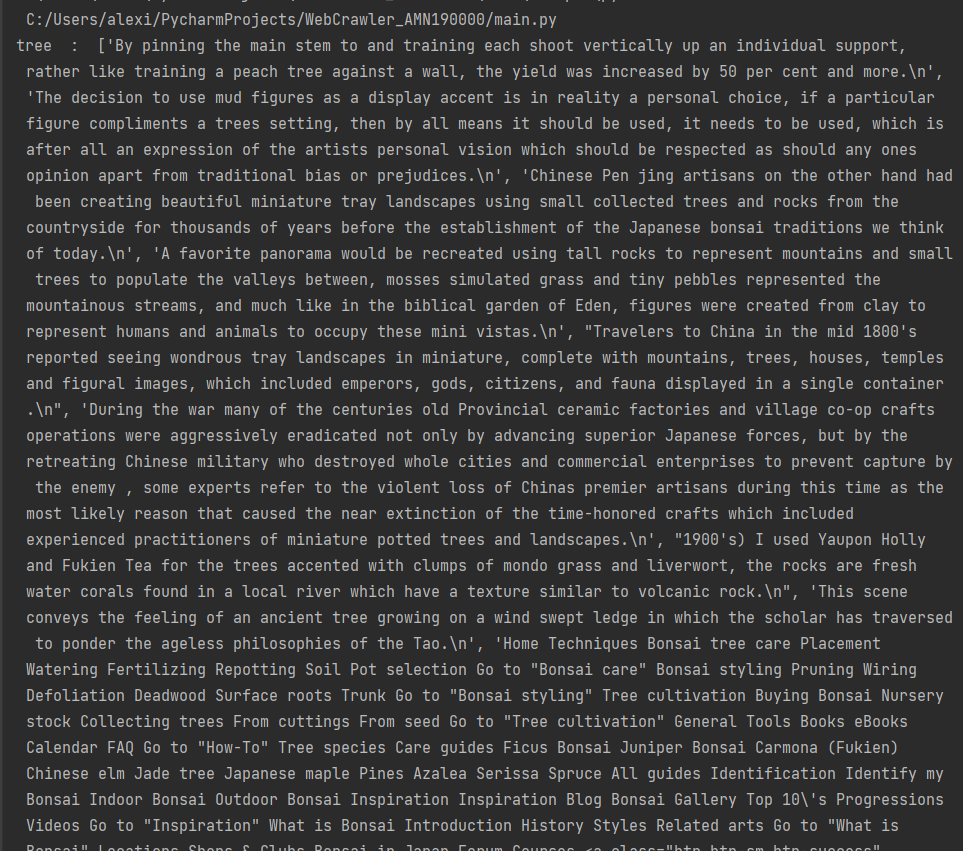 C:/Users/alexi/PycharmProjects/WebCrawler_AMN190000/main.py
tree  :  ['By pinning the main stem to and training each shoot vertically up an individual support,
rather like training a peach tree against a wall, the yield was increased by 50 per cent and more.\n',
'The decision to use mud figures as a display accent is in reality a personal choice, if a particular
figure compliments a trees setting, then by all means it should be used, it needs to be used, which is
after all an expression of the artists personal vision which should be respected as should any ones
opinion apart from traditional bias or prejudices.\n', 'Chinese Pen jing artisans on the other hand had
been creating beautiful miniature tray landscapes using small collected trees and rocks from the
countryside for thousands of years before the establishment of the Japanese bonsai traditions we think
of today.\n', 'A favorite panorama would be recreated using tall rocks to represent mountains and small
trees to populate the valleys between, mosses simulated grass and tiny pebbles represented the
mountainous streams, and much like in the biblical garden of Eden, figures were created from clay to
represent humans and animals to occupy these mini vistas.\n', "Travelers to China in the mid 1800's
reported seeing wondrous tray landscapes in miniature, complete with mountains, trees, houses, temples
and figural images, which included emperors, gods, citizens, and fauna displayed in a single container
.\n", 'During the war many of the centuries old Provincial ceramic factories and village co-op crafts
operations were aggressively eradicated not only by advancing superior Japanese forces, but by the
retreating Chinese military who destroyed whole cities and commercial enterprises to prevent capture by
the enemy , some experts refer to the violent loss of Chinas premier artisans during this time as the
most likely reason that caused the near extinction of the time-honored crafts which included
experienced practitioners of miniature potted trees and landscapes.\n', "1900's) I used Yaupon Holly
and Fukien Tea for the trees accented with clumps of mondo grass and liverwort, the rocks are fresh
water corals found in a local river which have a texture similar to volcanic rock.\n", 'This scene
conveys the feeling of an ancient tree growing on a wind swept ledge in which the scholar has traversed
to ponder the ageless philosophies of the Tao.\n', 'Home Techniques Bonsai tree care Placement
Watering Fertilizing Repotting Soil Pot selection Go to "Bonsai care" Bonsai styling Pruning Wiring
Defoliation Deadwood Surface roots Trunk Go to "Bonsai styling" Tree cultivation Buying Bonsai Nursery
stock Collecting trees From cuttings From seed Go to "Tree cultivation" General Tools Books eBooks
Calendar FAQ Go to "How-To" Tree species Care guides Ficus Bonsai Juniper Bonsai Carmona (Fukien)
Chinese elm Jade tree Japanese maple Pines Azalea Serissa Spruce All guides Identification Identify my
Bonsai Indoor Bonsai Outdoor Bonsai Inspiration Inspiration Blog Bonsai Gallery Top 10\'s Progressions
Videos Go to "Inspiration" What is Bonsai Introduction History Styles Related arts Go to "What is
Bonsai" Locations Shops & Clubs Bonsai in Japan Forum Courses <a class="btn btn-sm btn-success"